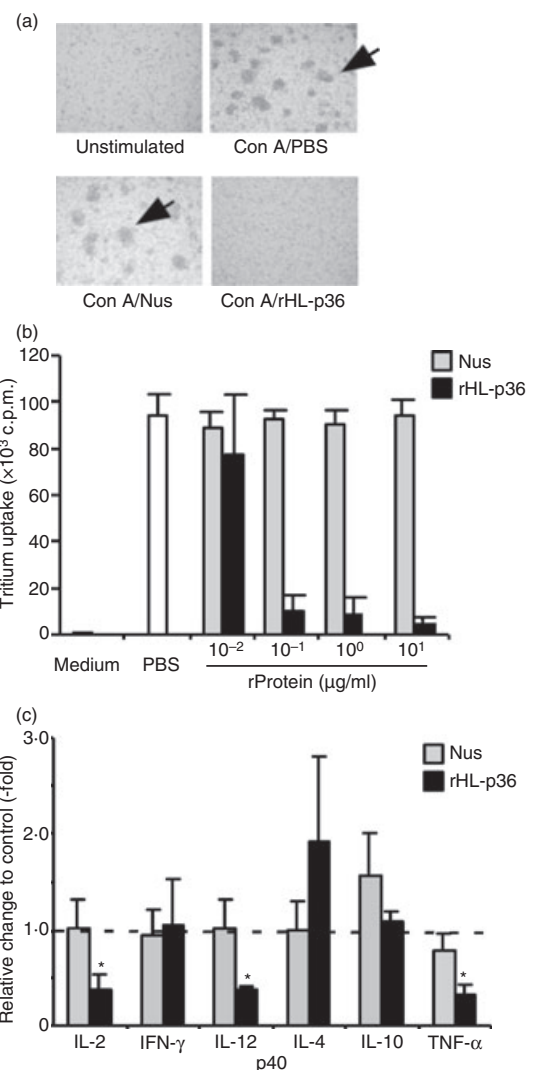 (a)
Unstimulated Con A/PBS
Con A/Nus Con A/rHL-p36
(b)
Tritium uptake (×10³ c.p.m.)
120
100
80
60
40
20
0
Nus
rHL-p36
Medium PBS 10⁻² 10⁻¹ 10⁰ 10¹
rProtein (μg/ml)
(c)
Relative change to control (-fold)
3·0
2·0
1·0
0
Nus
rHL-p36
* * *
IL-2 IFN-γ IL-12 IL-4 IL-10 TNF-α
p40